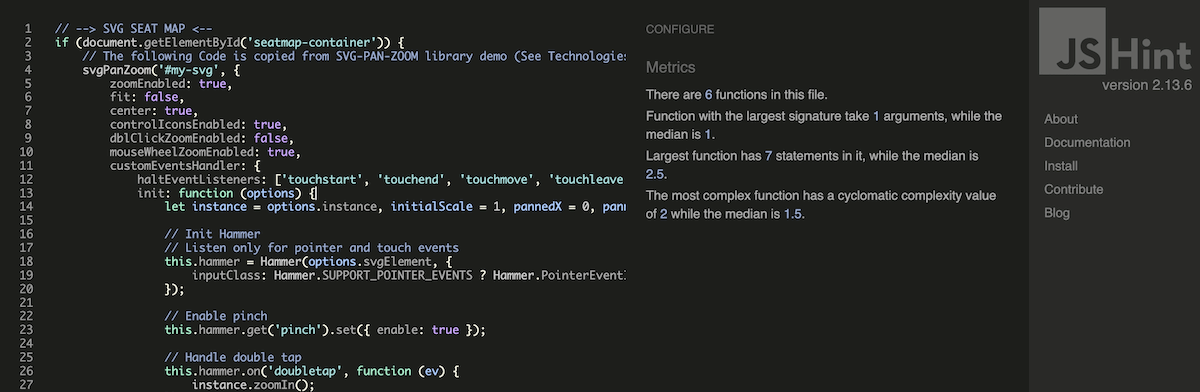 1 // --> SVG SEAT MAP <--
2 if (document.getElementById('seatmap-container')) {
3 // The following Code is copied from SVG-PAN-ZOOM library demo (See Technologies
4 svgPanZoom('#my-svg', {
5 zoomEnabled: true,
6 fit: false,
7 center: true,
8 controlIconsEnabled: true,
9 dblClickZoomEnabled: false,
10 mouseWheelZoomEnabled: true,
11 customEventsHandler: {
12 haltEventListeners: ['touchstart', 'touchend', 'touchmove', 'touchleave
13 init: function (options) {
14 let instance = options.instance, initialScale = 1, pannedX = 0, pann
15
16 // Init Hammer
17 // Listen only for pointer and touch events
18 this.hammer = Hammer(options.svgElement, {
19 inputClass: Hammer.SUPPORT_POINTER_EVENTS ? Hammer.PointerEventI
20 });
21
22 // Enable pinch
23 this.hammer.get('pinch').set({ enable: true });
24
25 // Handle double tap
26 this.hammer.on('doubletap', function (ev) {
27 instance.zoomIn();
CONFIGURE
Metrics
There are 6 functions in this file.
Function with the largest signature take 1 arguments, while the
median is 1.
Largest function has 7 statements in it, while the median is
2.5.
The most complex function has a cyclomatic complexity value
of 2 while the median is 1.5.
JSHint
version 2.13.6
About
Documentation
Install
Contribute
Blog